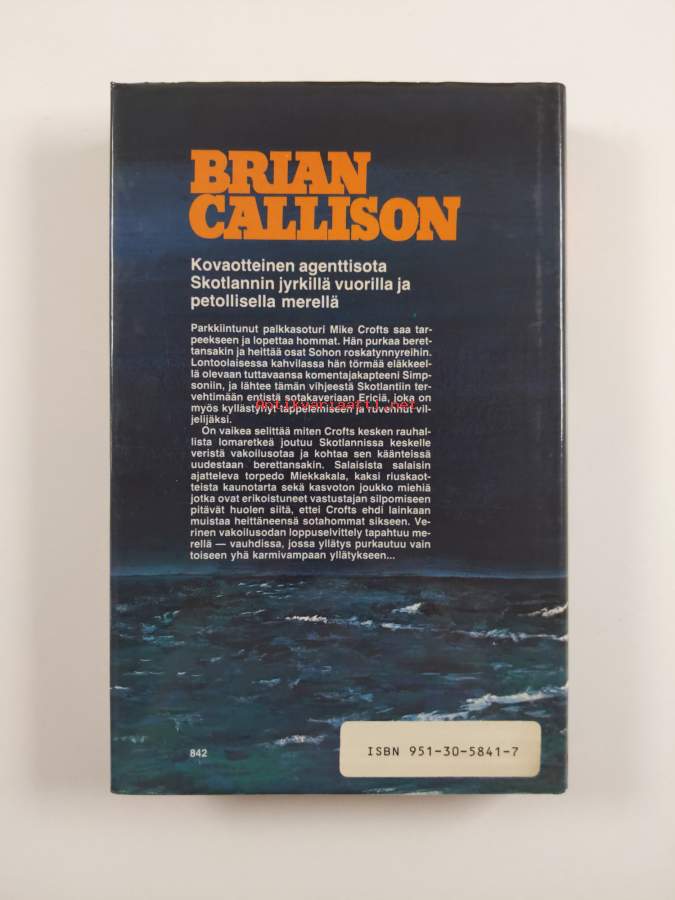 BRIAN
CALLISON
Kovaotteinen agenttisota
Skotlannin jyrkillä vuorilla ja
petollisella merellä
Parkkiintunut palkkasoturi Mike Crofts saa tar-
peekseen ja lopettaa hommat. Hän purkaa beret-
tansakin ja heittää osat Sohon roskatynnyreihin.
Lontoolaisessa kahvilassa hän törmää eläkkeel-
lä olevaan tuttavaansa komentajakapteeni Simp-
soniin, ja lähtee tämän vihjeestä Skotlantiin ter-
vehtimään entistä sotakaveriaan Ericiä, joka on
myös kyllästynyt tappelemiseen ja ruvennut vil-
jelijäksi.
On vaikea selittää miten Crofts kesken rauhal-
lista lomaretkeä joutuu Skotlannissa keskelle
veristä vakoilusotaa ja kohtaa sen käänteissä
uudestaan berettansakin. Salaisista salaisin
ajatteleva torpedo Miekkakala, kaksi riuskaot-
teista kaunotarta sekä kasvoton joukko miehiä
jotka ovat erikoistuneet vastustajan silpomiseen
pitävät huolen siitä, ettei Crofts ehdi lainkaan
muistaa heittäneensä sotahommat sikseen. Ve-
rinen vakoilusodan loppuselvittely tapahtuu me-
rellä — vauhdissa, jossa yllätys purkautuu vain
toiseen yhä karmivampaan yllätykseen...
antikvariaatti.net
842
ISBN 951-30-5841-7